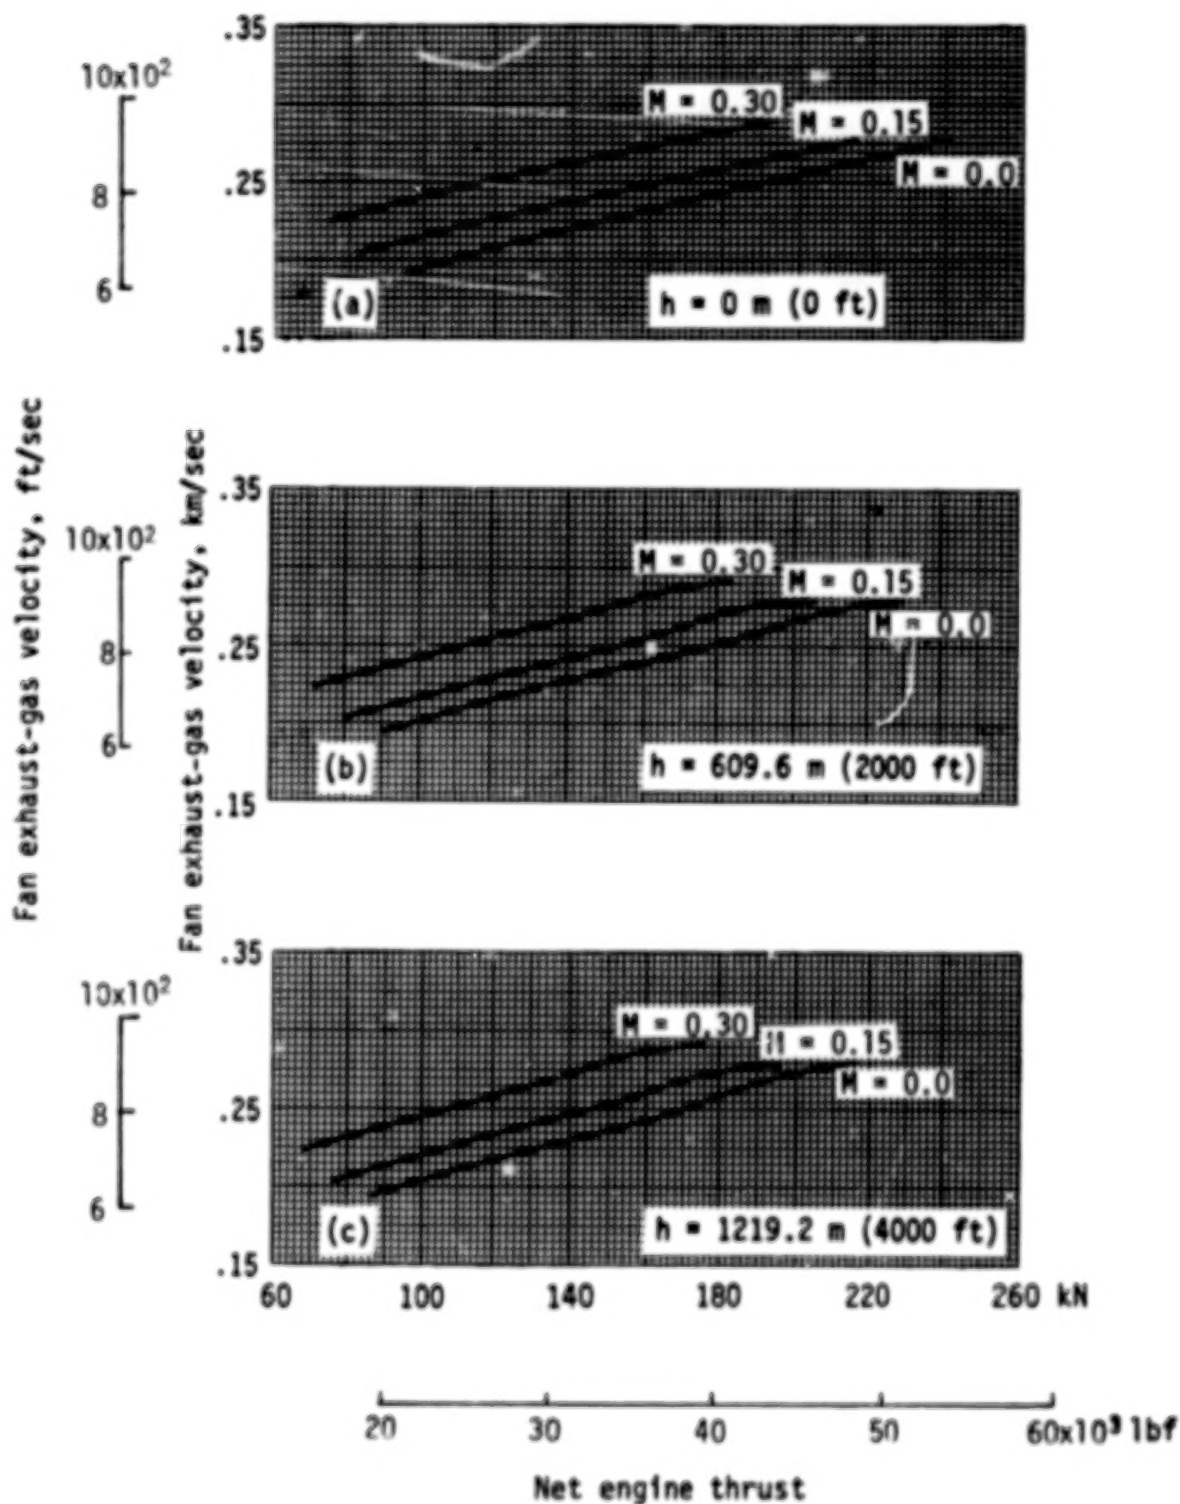 Fan exhaust-gas velocity, ft/sec
Fan exhaust-gas velocity, km/sec
.35
10x10²
M = 0.30
M = 0.15
M = 0.0
8
.25
6
(a)
h = 0 m (0 ft)
.15
.35
10x10²
M = 0.30
M = 0.15
M = 0.0
8
.25
6
(b)
h = 609.6 m (2000 ft)
.15
.35
10x10²
M = 0.30
M = 0.15
M = 0.0
8
.25
6
(c)
h = 1219.2 m (4000 ft)
.15
60 100 140 180 220 260 kN
20 30 40 50 60x10³ lbf
Net engine thrust